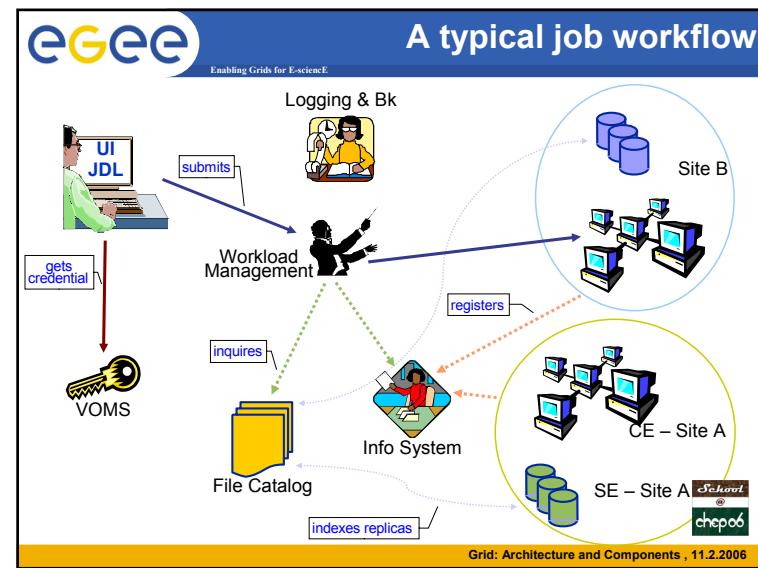 eGee
A typical job workflow
Enabling Grids for E-sciencE
Logging & Bk
UI
JDL
submits
Site B
Workload
Management
gets
credential
registers
inquires
VOMS
Info System
CE – Site A
File Catalog
SE – Site A
School
@
chep06
indexes replicas
Grid: Architecture and Components , 11.2.2006